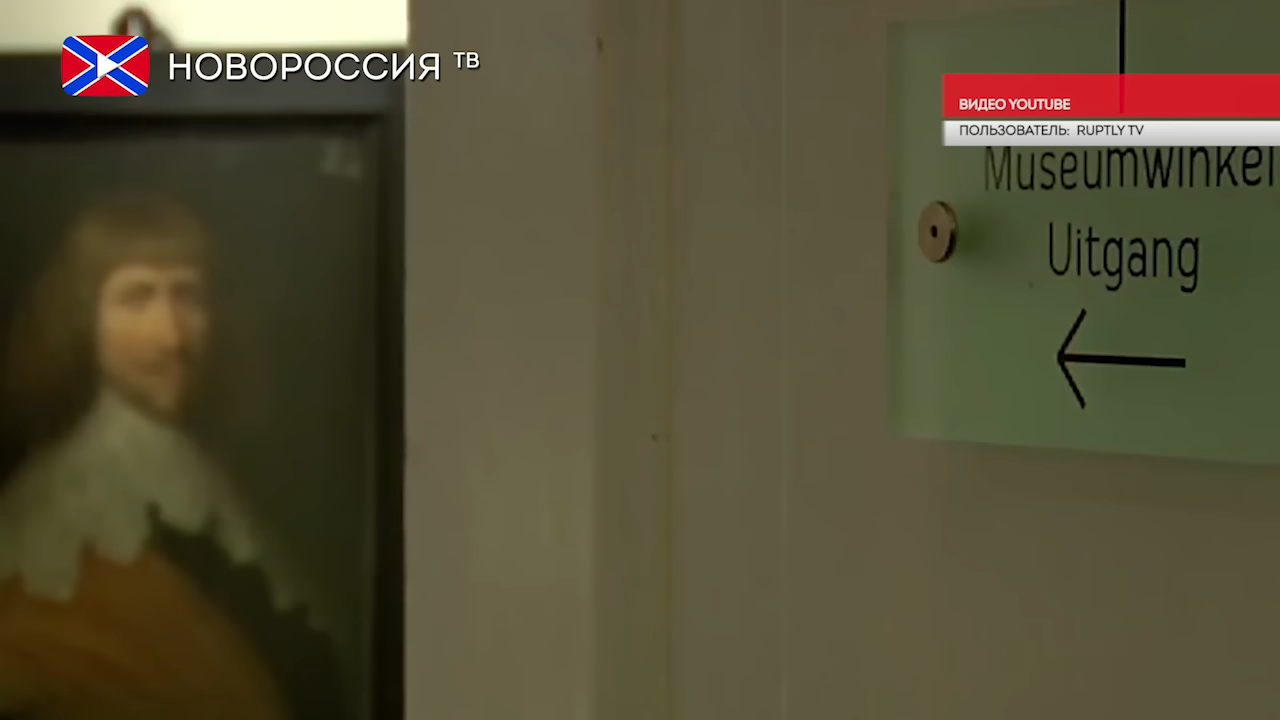 НОВОРОССИЯ ТВ
ВИДЕО YOUTUBE
ПОЛЬЗОВАТЕЛЬ: RUPTLY TV
Museumwinkel
Uitgang